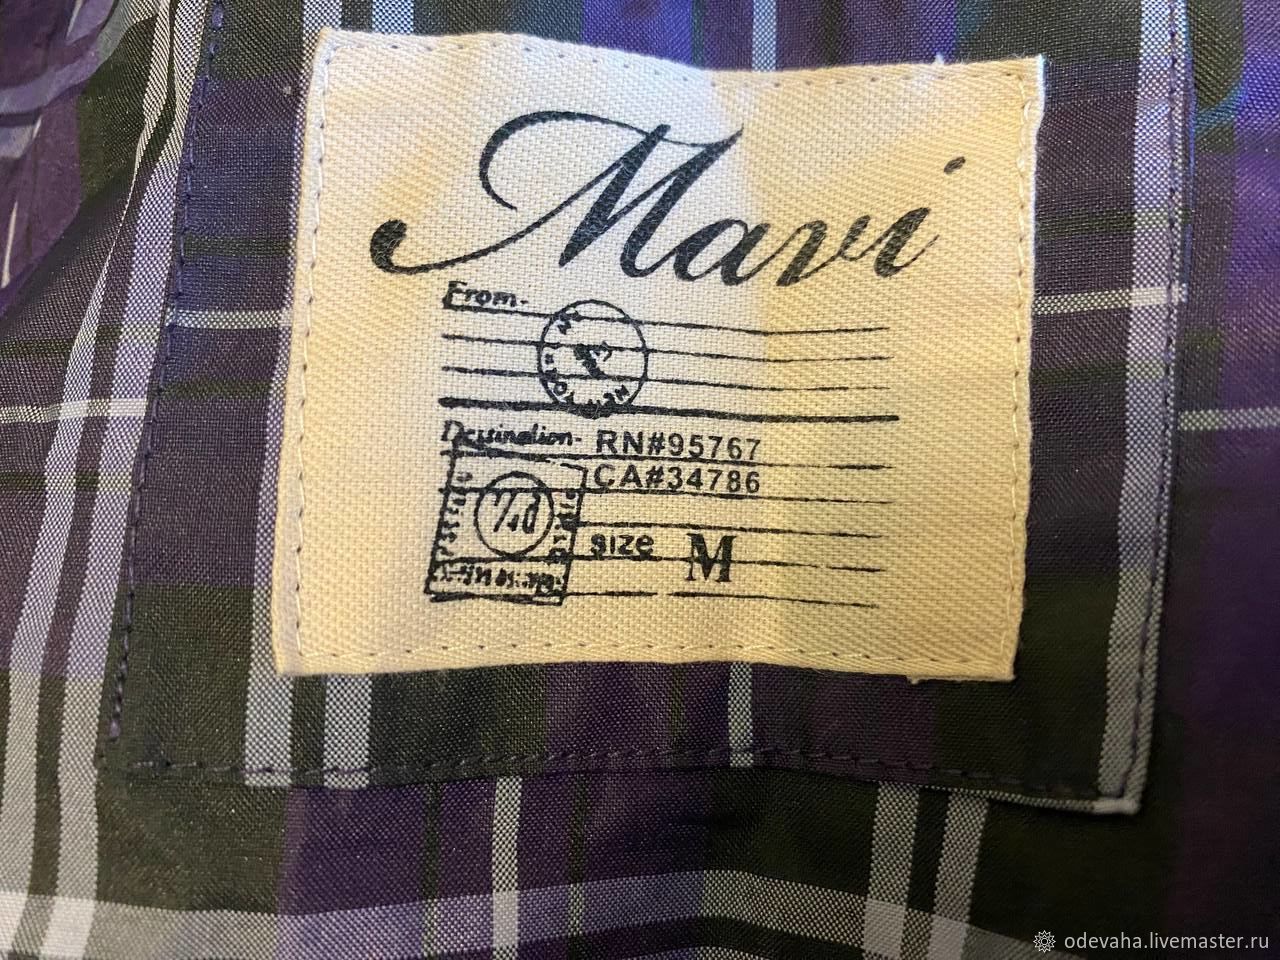 Mavi
From-
Destination- RN#95767
CA#34786
size M
odevaha.livemaster.ru